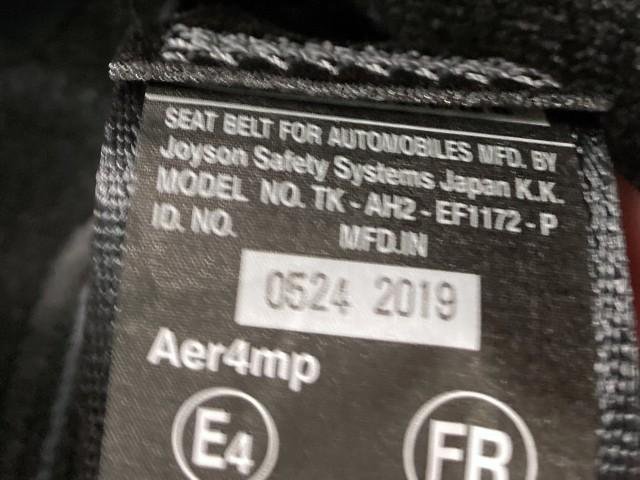 SEAT BELT FOR AUTOMOBILES MFD. BY
Joyson Safety Systems Japan K.K.
MODEL NO. TK - AH2 - EF1172 - P
ID. NO. MFD.IN
0524 2019
Aer4mp
E4 FR